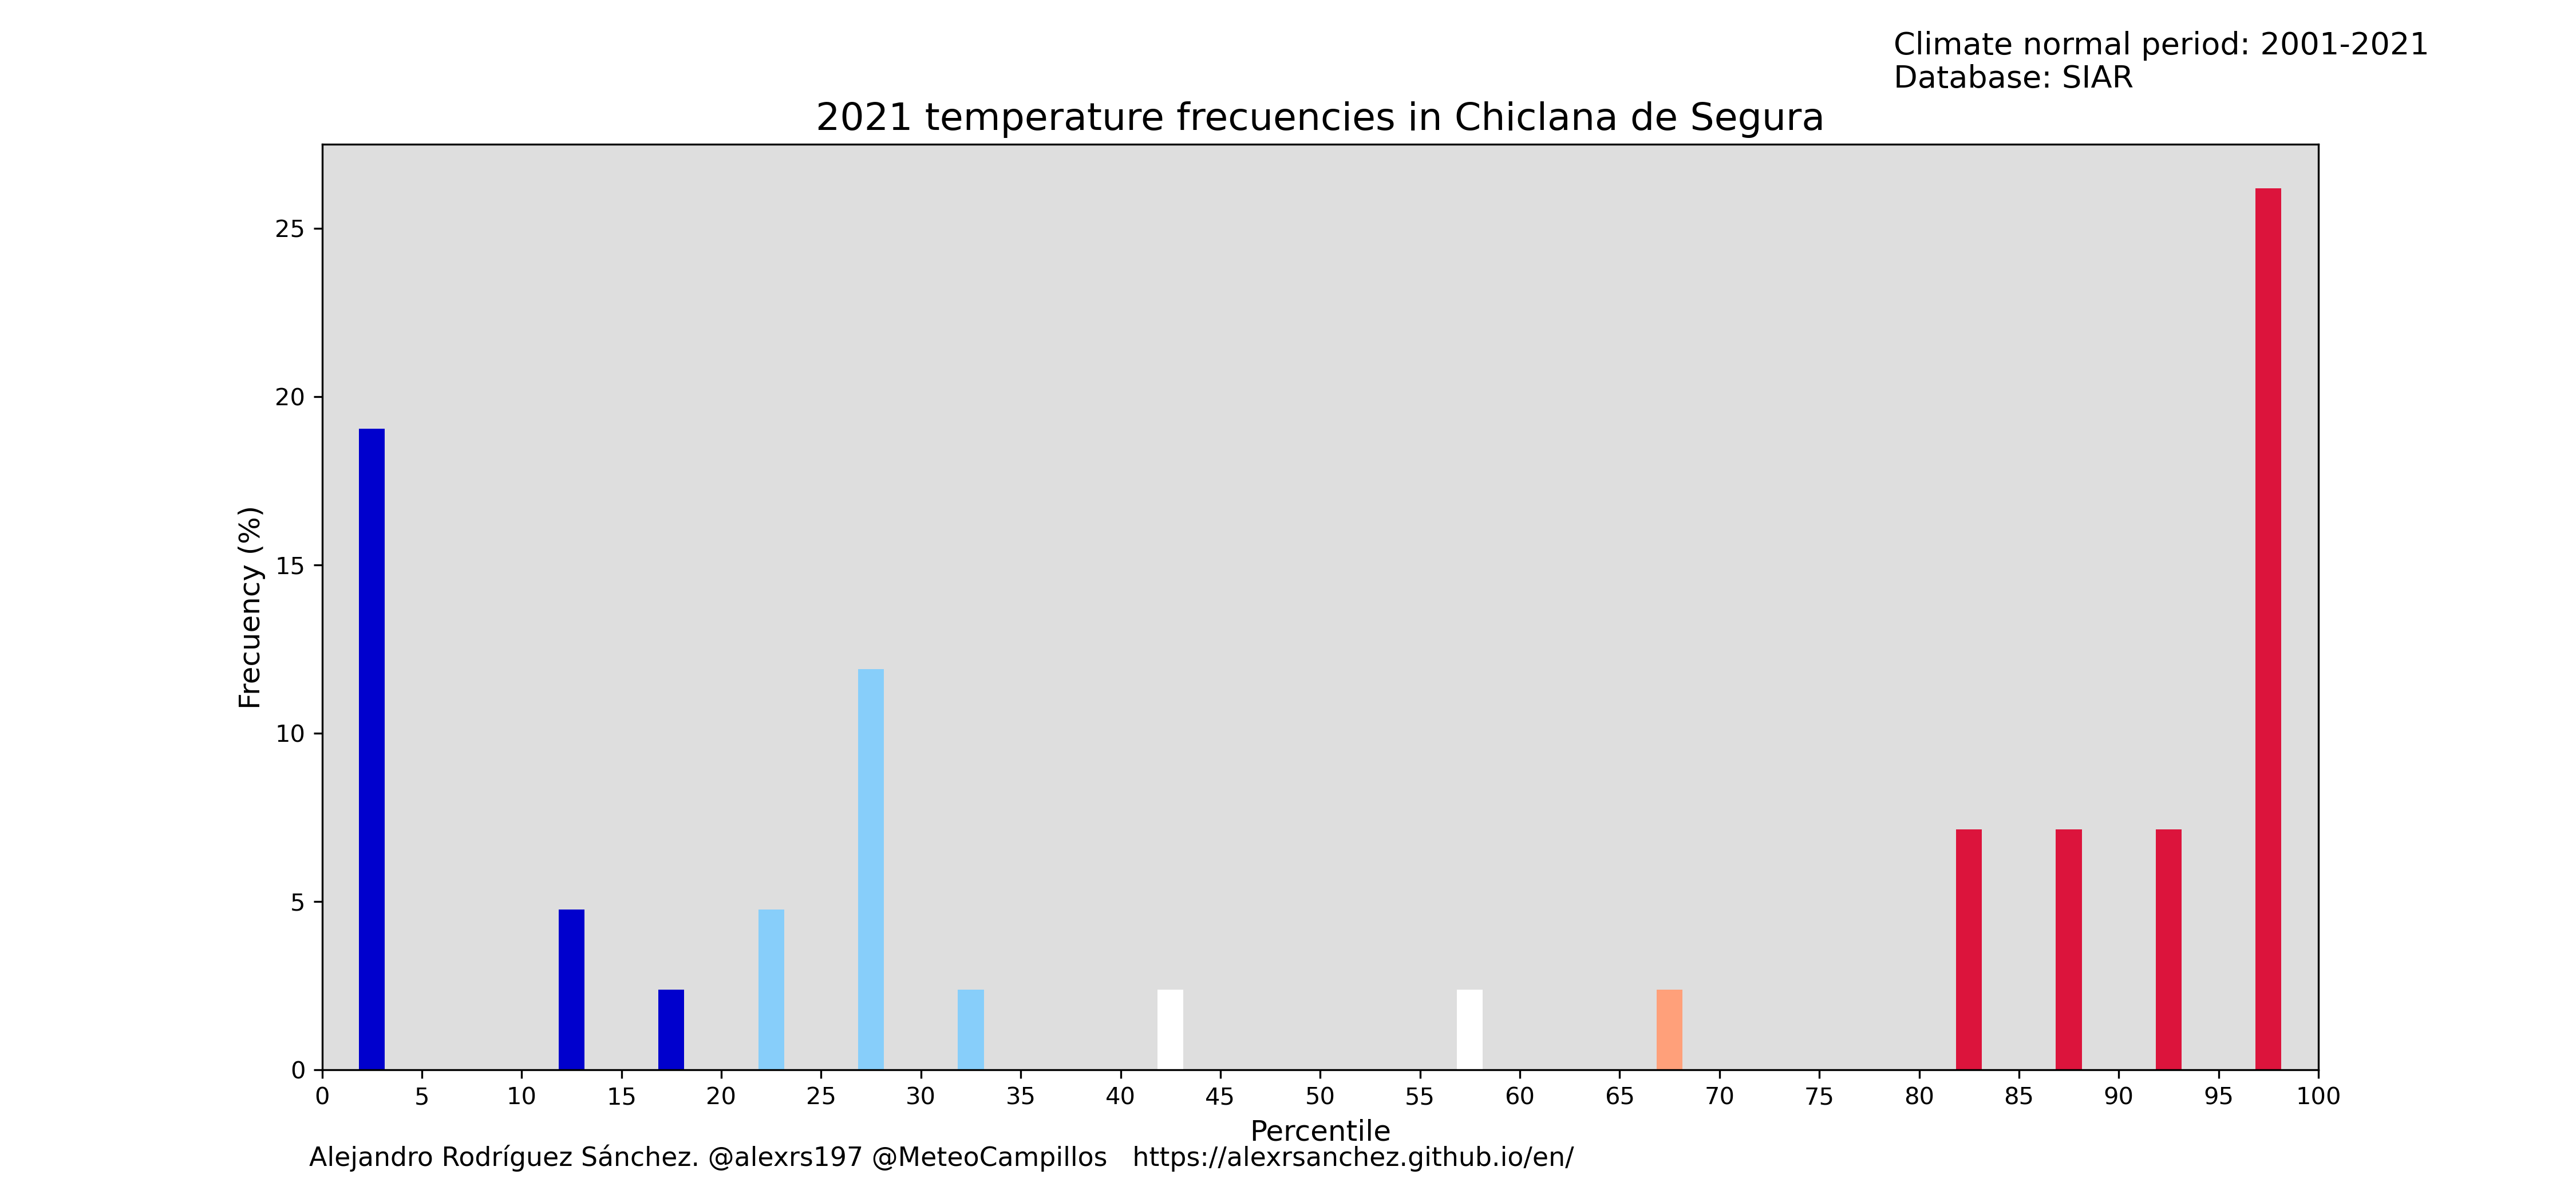 Climate normal period: 2001-2021
Database: SIAR
2021 temperature frecuencies in Chiclana de Segura
25
20
15
10
5
0
Frecuency (%)
0 5 10 15 20 25 30 35 40 45 50 55 60 65 70 75 80 85 90 95 100
Percentile
Alejandro Rodríguez Sánchez. @alexrs197 @MeteoCampillos https://alexrsanchez.github.io/en/